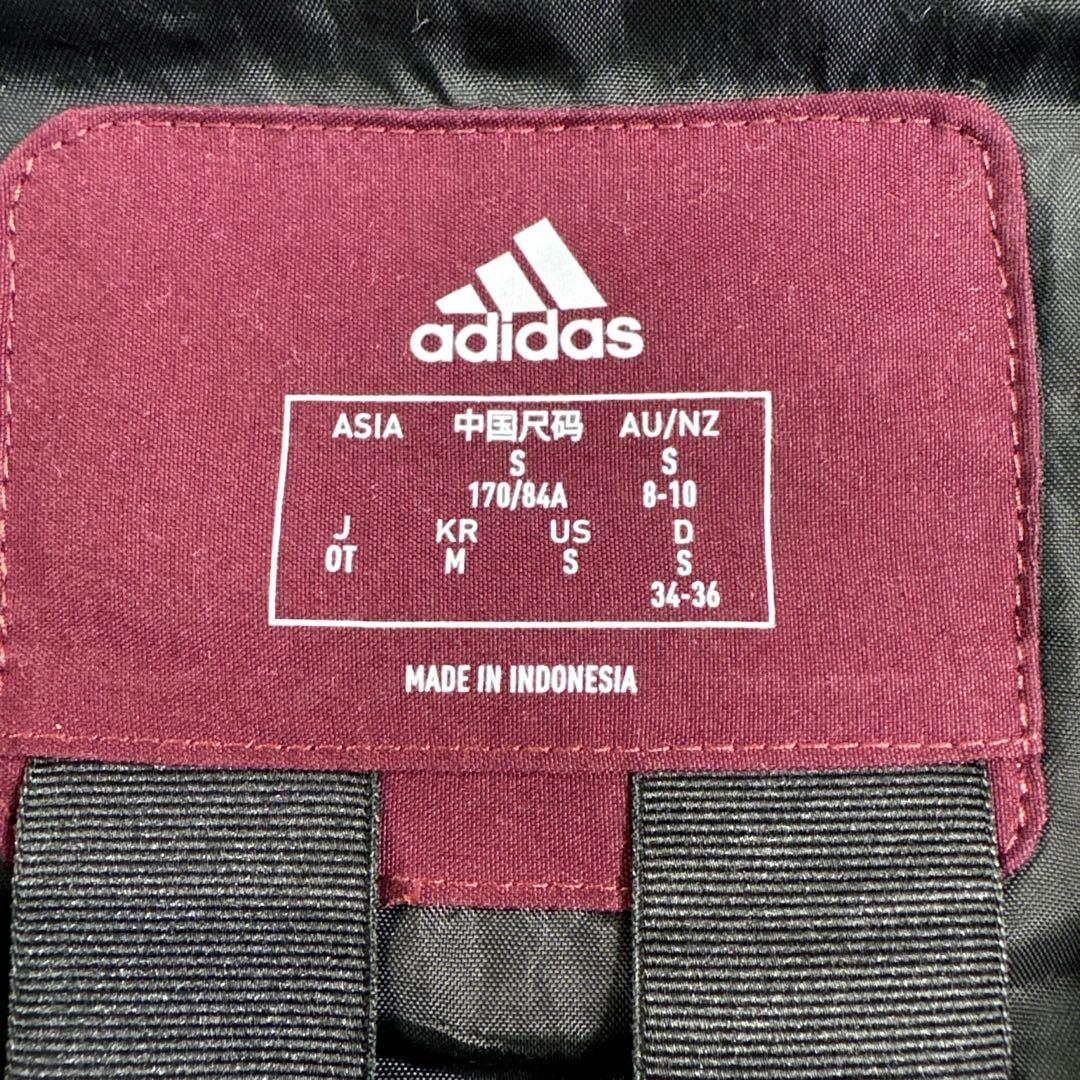 adidas
ASIA 中国尺码 AU/NZ
S S
170/84A 8-10
J KR US D
OT M S S
34-36
MADE IN INDONESIA